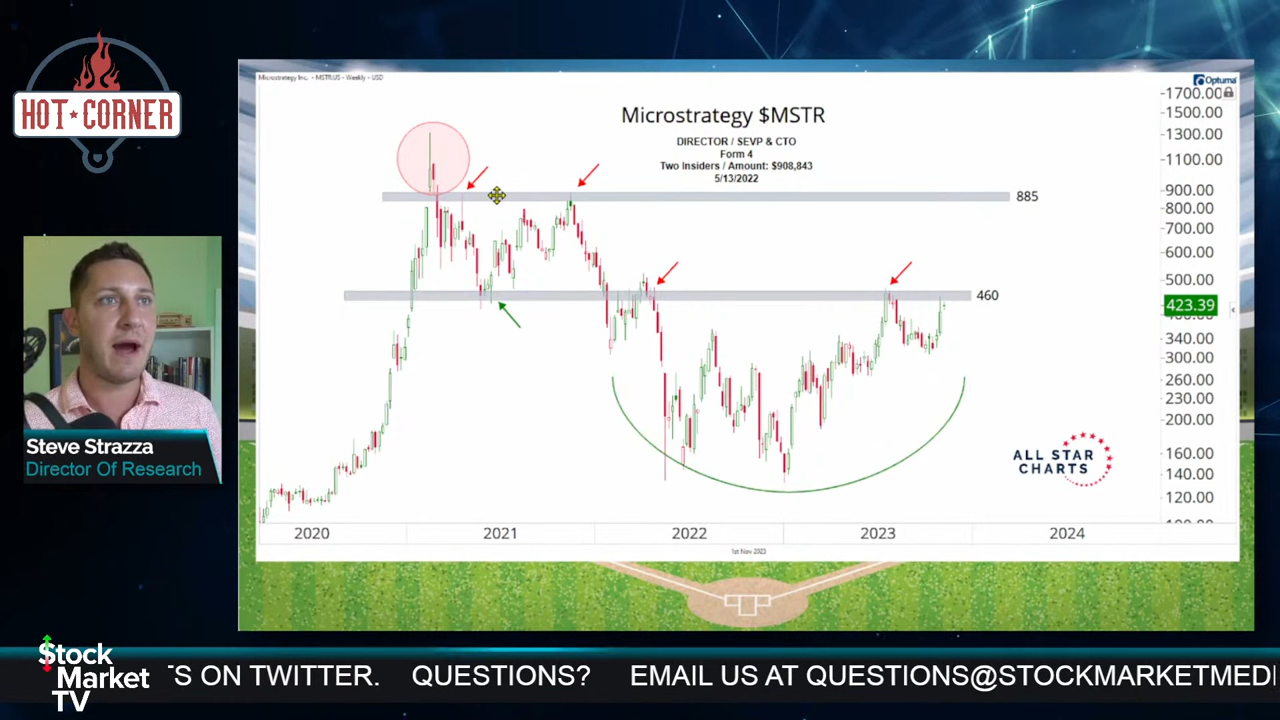 HOT★CORNER
Microstrategy Inc. - MSTR.US - Weekly - USD
Optuma
Microstrategy $MSTR
DIRECTOR / SEVP & CTO
Form 4
Two Insiders / Amount: $908,843
5/13/2022
1700.00
1500.00
1300.00
1100.00
900.00
800.00
700.00
600.00
500.00
423.39
340.00
300.00
260.00
230.00
200.00
160.00
140.00
120.00
885
460
ALL STAR
CHARTS
2020 2021 2022 2023 2024
1st Nov 2023
Steve Strazza
Director Of Research
$tock
Market
TV
'S ON TWITTER. QUESTIONS? EMAIL US AT QUESTIONS@STOCKMARKETMEDI